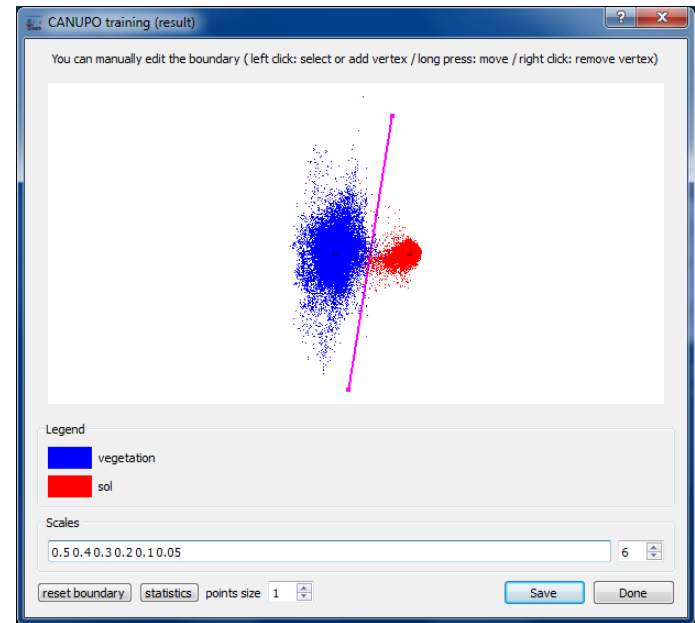 CANUPO training (result)
You can manually edit the boundary ( left click: select or add vertex / long press: move / right click: remove vertex)
Legend
vegetation
sol
Scales
0.5 0.4 0.3 0.2 0.1 0.05
6
reset boundary statistics points size 1 Save Done